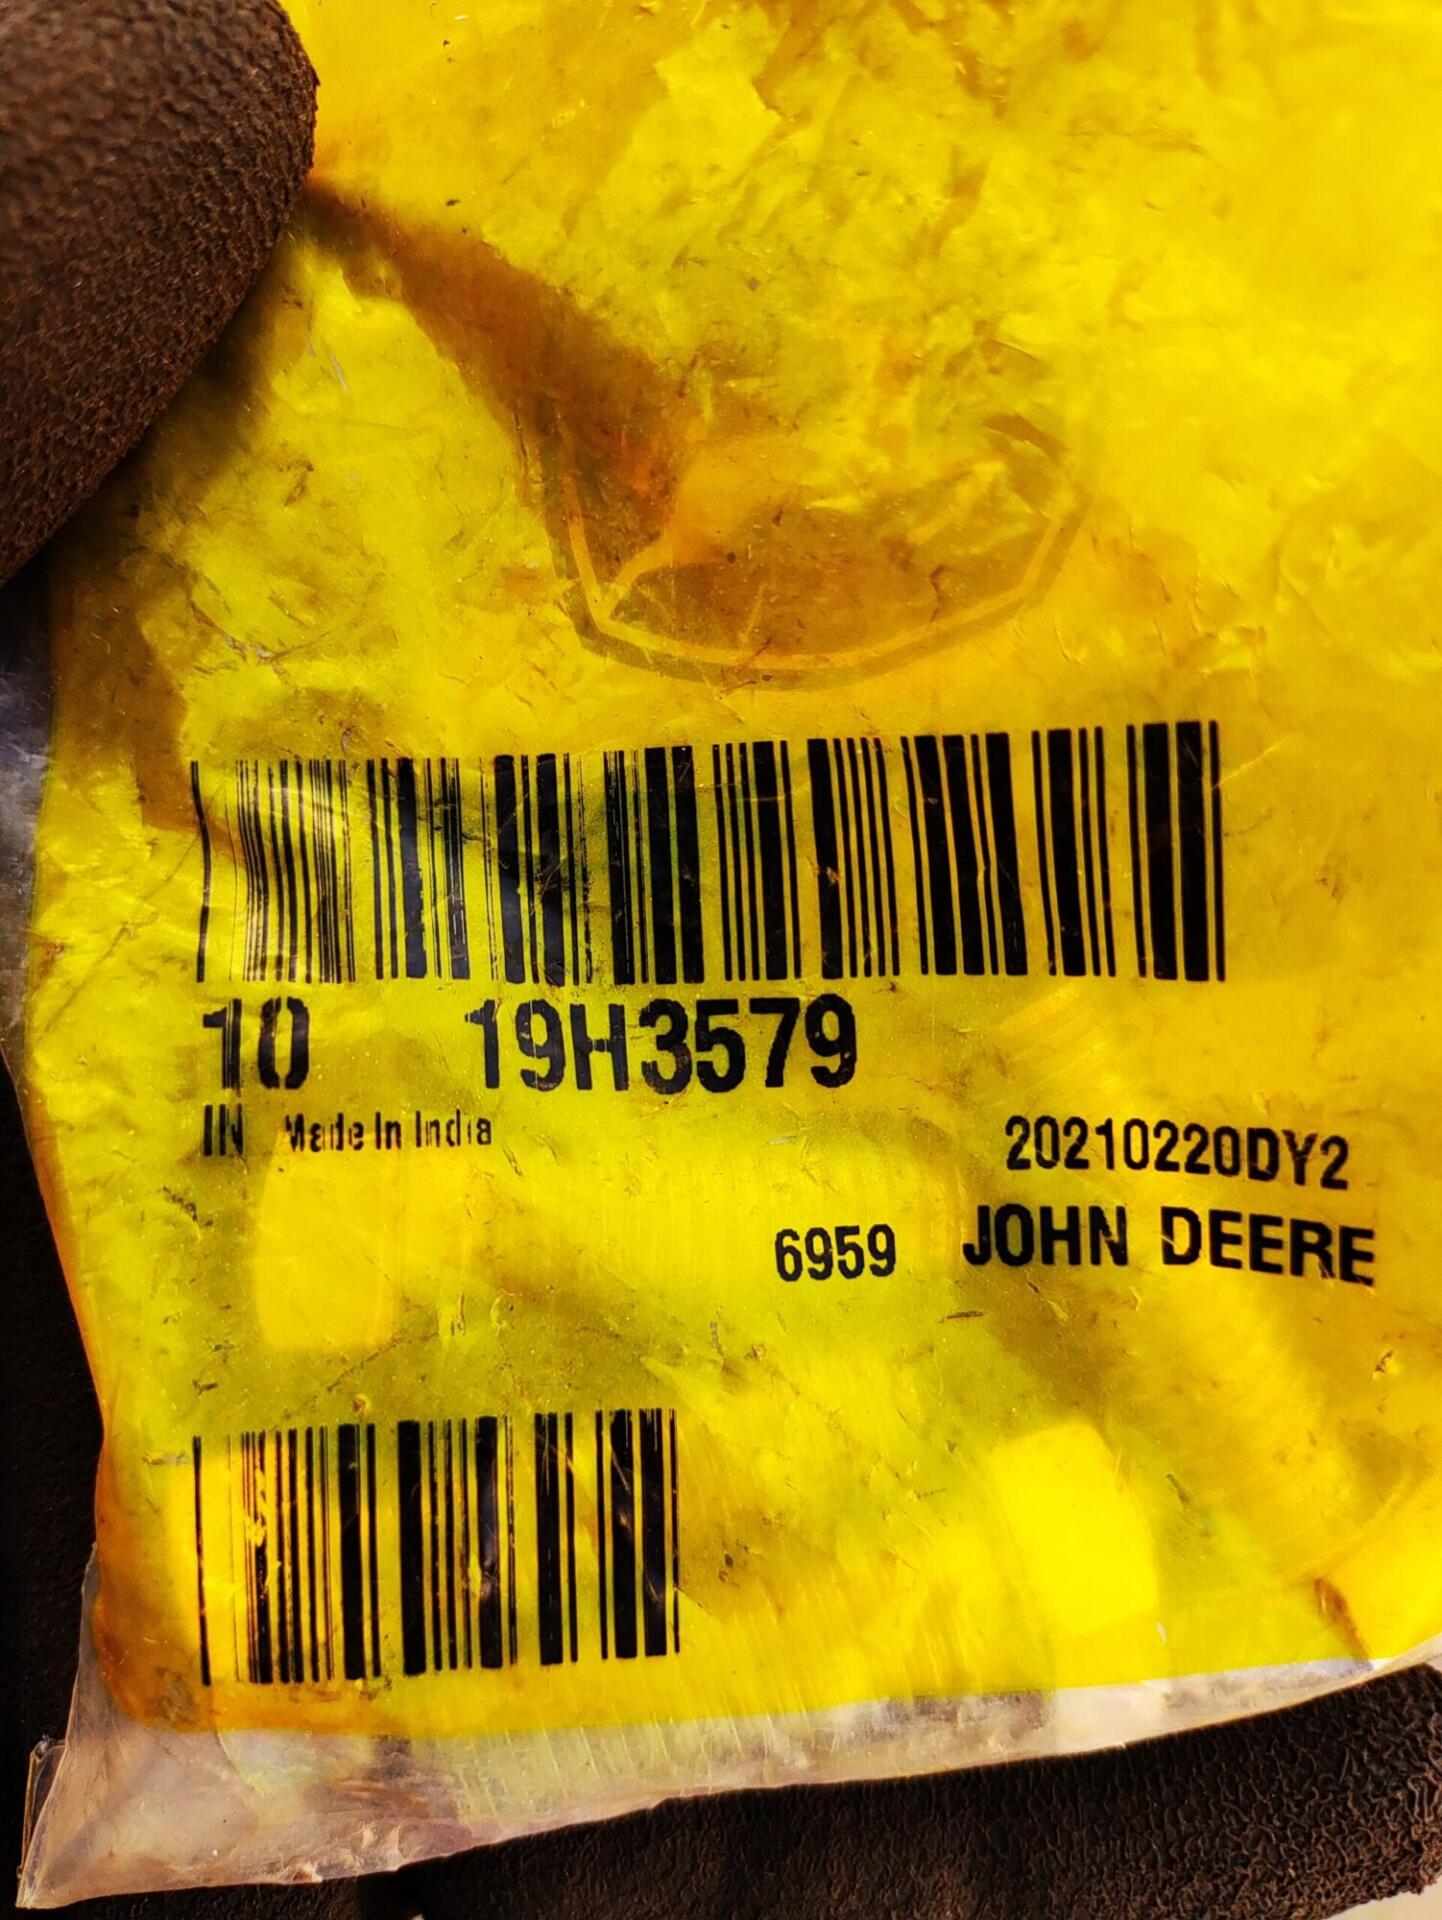 10 19H3579
IN Made In India
20210220DY2
6959 JOHN DEERE